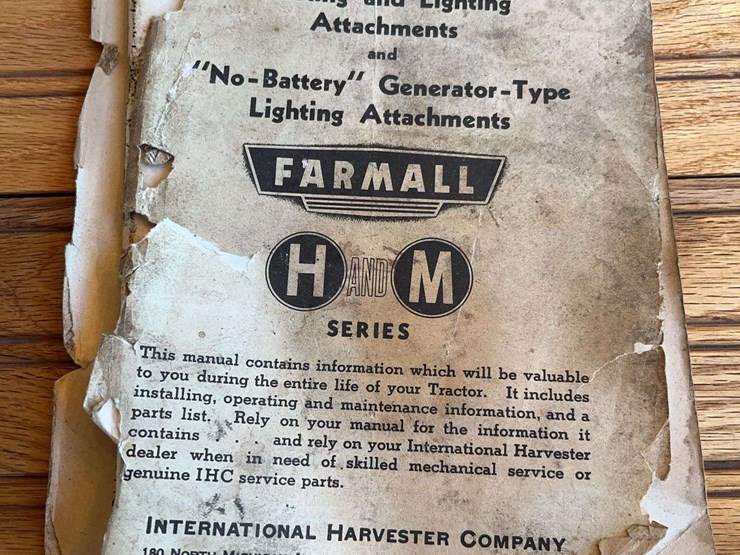 and Lighting
Attachments
and
"No-Battery" Generator-Type
Lighting Attachments
FARMALL
H AND M
SERIES
This manual contains information which will be valuable
to you during the entire life of your Tractor. It includes
installing, operating and maintenance information, and a
parts list. Rely on your manual for the information it
contains . . . and rely on your International Harvester
dealer when in need of skilled mechanical service or
genuine IHC service parts.
INTERNATIONAL HARVESTER COMPANY
180 NORTH